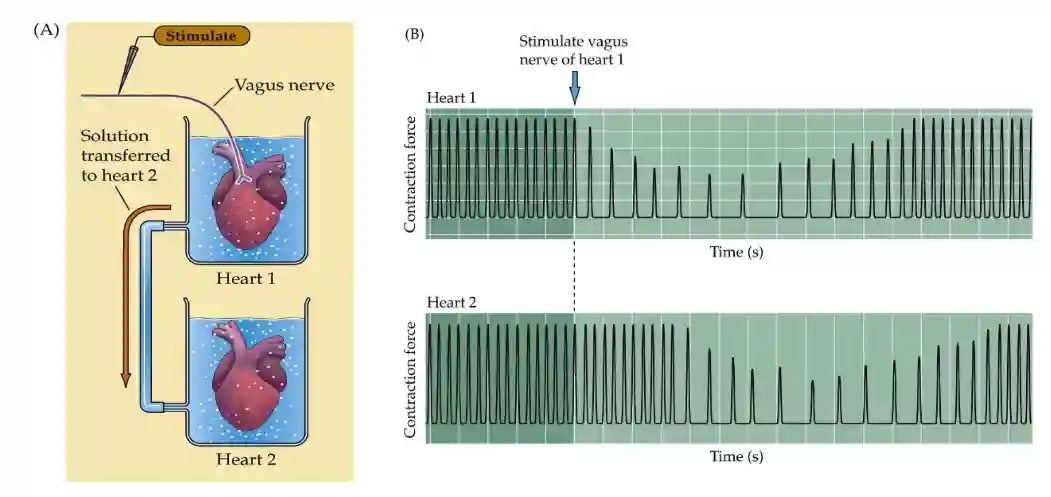 (A)
Stimulate
Vagus nerve
Solution
transferred
to heart 2
Heart 1
Heart 2
(B)
Stimulate vagus
nerve of heart 1
Heart 1
Contraction force
Time (s)
Heart 2
Contraction force
Time (s)